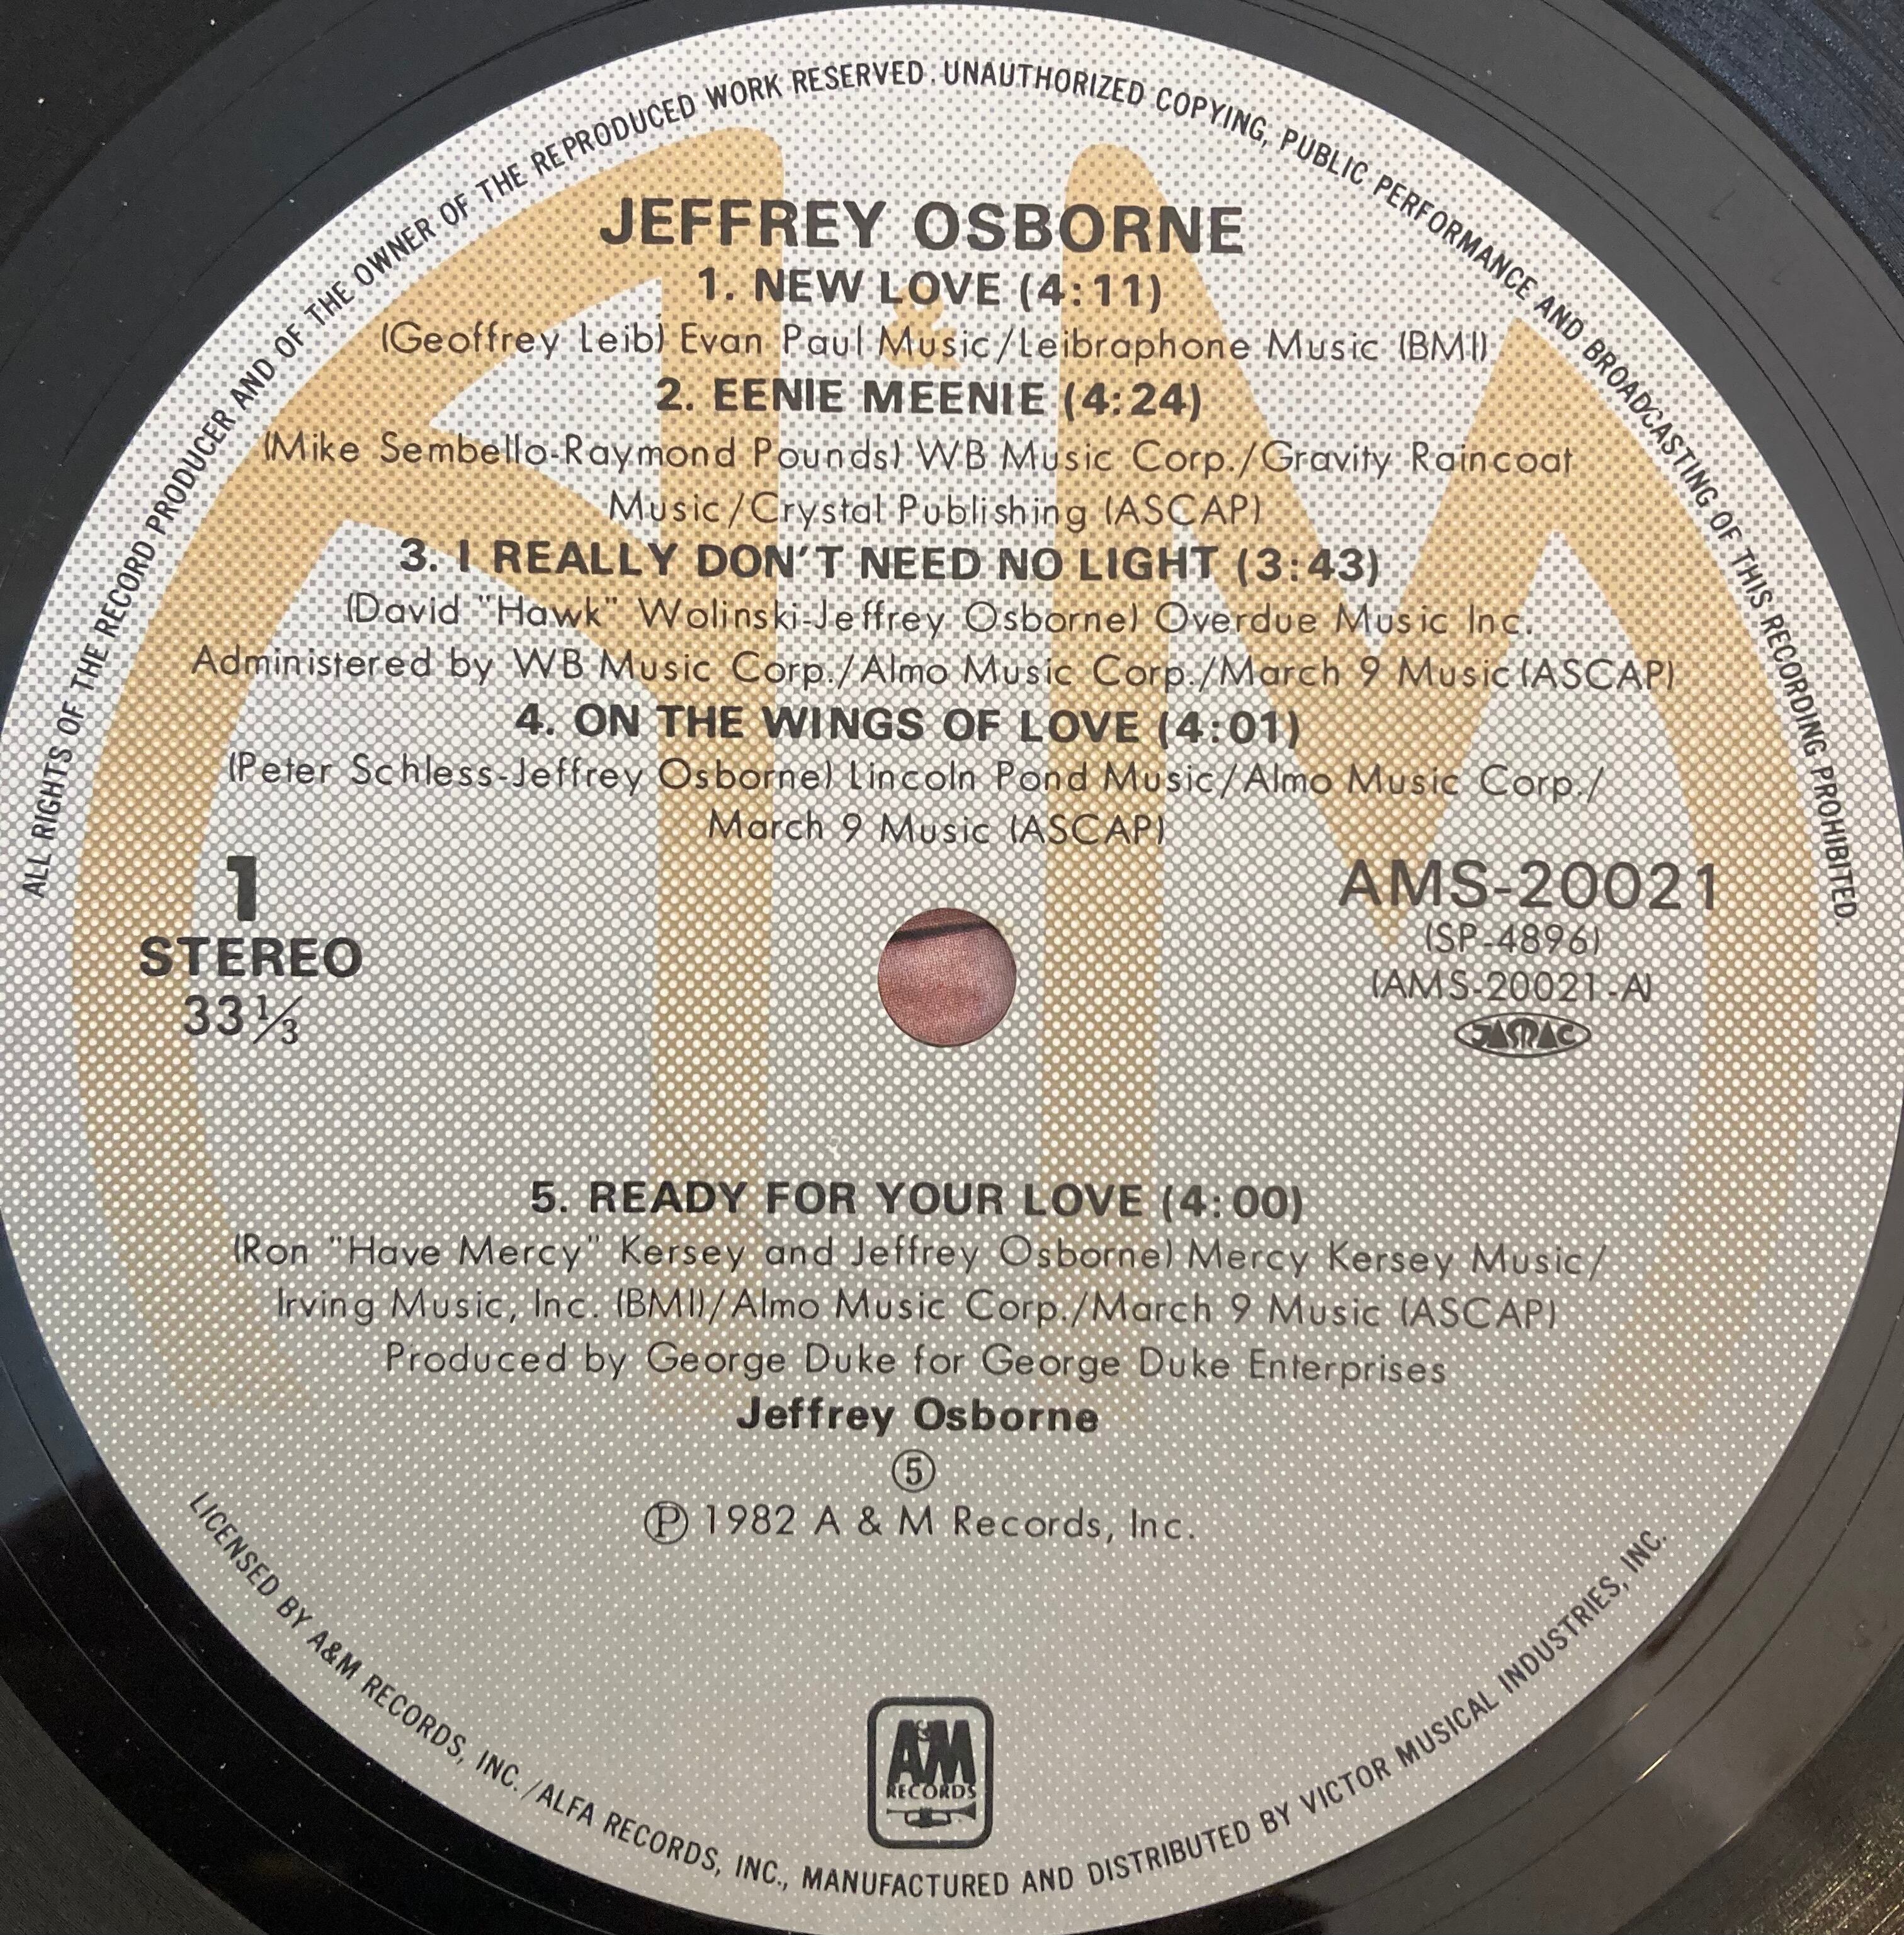 ALL RIGHTS OF THE RECORD PRODUCER AND OF THE OWNER OF THE REPRODUCED WORK RESERVED. UNAUTHORIZED COPYING, PUBLIC PERFORMANCE AND BROADCASTING OF THIS RECORDING PROHIBITED.
A & M
JEFFREY OSBORNE
1. NEW LOVE (4:11)
(Geoffrey Leib) Evan Paul Music/Leibraphone Music (BMI)
2. EENIE MEENIE (4:24)
(Mike Sembello-Raymond Pounds) WB Music Corp./Gravity Raincoat
Music/Crystal Publishing (ASCAP)
3. I REALLY DON'T NEED NO LIGHT (3:43)
(David "Hawk" Wolinski-Jeffrey Osborne) Overdue Music Inc.
Administered by WB Music Corp./Almo Music Corp./March 9 Music (ASCAP)
4. ON THE WINGS OF LOVE (4:01)
(Peter Schless-Jeffrey Osborne) Lincoln Pond Music/Almo Music Corp./
March 9 Music (ASCAP)
1
STEREO
33 1/3
AMS-20021
(SP-4896)
(AMS-20021-A)
JASRAC
5. READY FOR YOUR LOVE (4:00)
(Ron "Have Mercy" Kersey and Jeffrey Osborne) Mercy Kersey Music/
Irving Music, Inc. (BMI)/Almo Music Corp./March 9 Music (ASCAP)
Produced by George Duke for George Duke Enterprises
Jeffrey Osborne
⑤
Ⓟ 1982 A & M Records, Inc.
A&M
RECORDS
LICENSED BY A&M RECORDS, INC./ALFA RECORDS, INC., MANUFACTURED AND DISTRIBUTED BY VICTOR MUSICAL INDUSTRIES, INC.